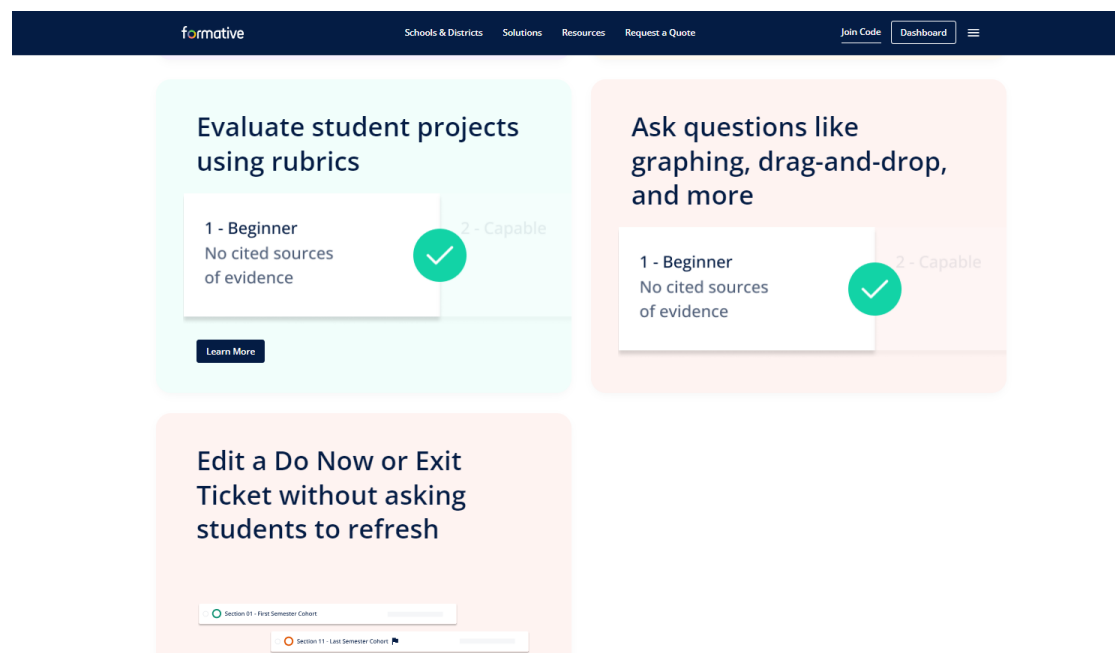 formative
Schools & Districts Solutions Resources Request a Quote Join Code Dashboard
Evaluate student projects
using rubrics
1 - Beginner
No cited sources
of evidence
2 - Capable
Learn More
Ask questions like
graphing, drag-and-drop,
and more
1 - Beginner
No cited sources
of evidence
2 - Capable
Edit a Do Now or Exit
Ticket without asking
students to refresh
Section 01 - First Semester Cohort
Section 11 - Last Semester Cohort